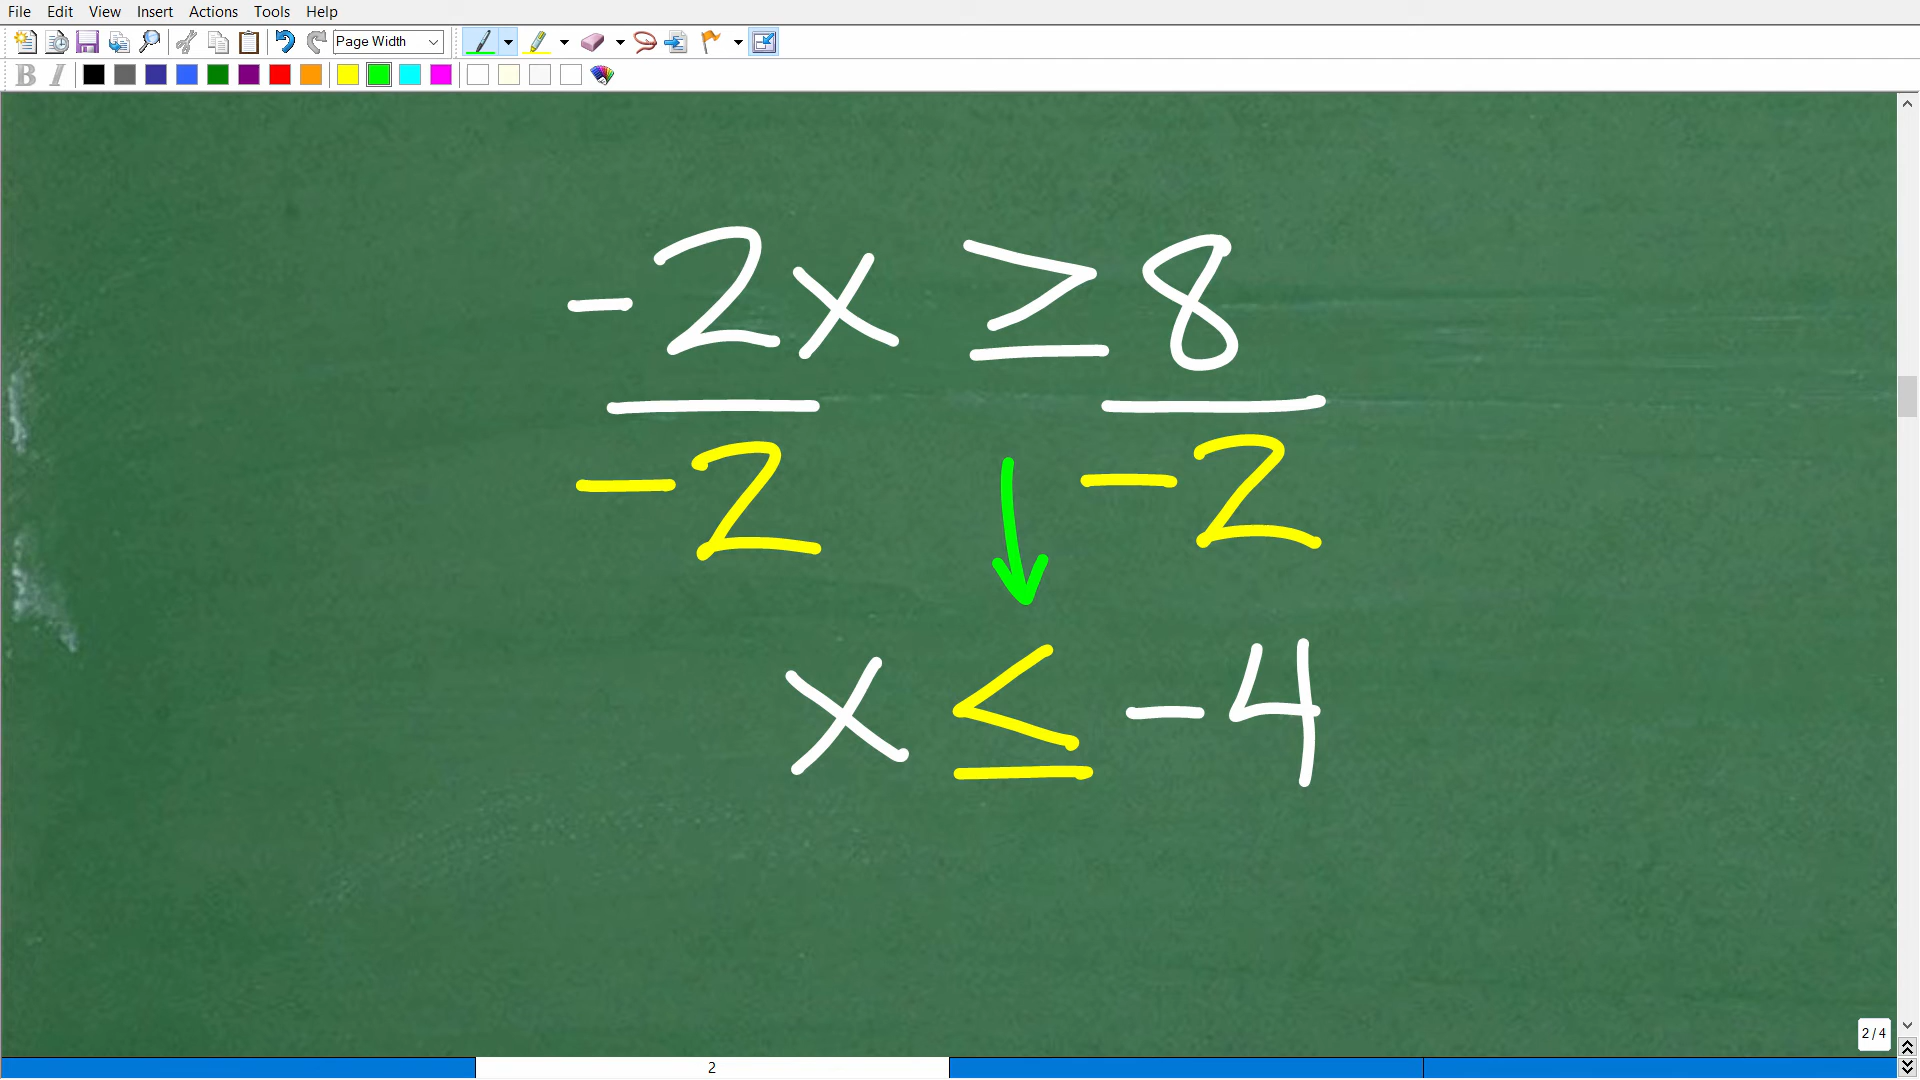 File Edit View Insert Actions Tools Help
Page Width
B I
-2x ≥ 8
-2 -2
x ≤ -4
2 / 4
2